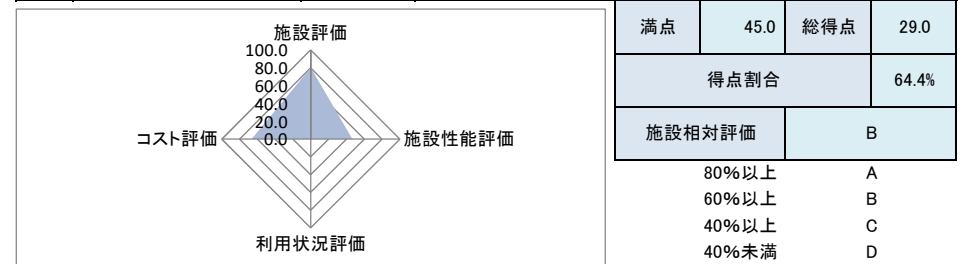 施設評価
100.0
80.0
60.0
40.0
20.0
0.0
コスト評価
施設性能評価
利用状況評価
満点 45.0 総得点 29.0
得点割合 64.4%
施設相対評価 B
80%以上 A
60%以上 B
40%以上 C
40%未満 D